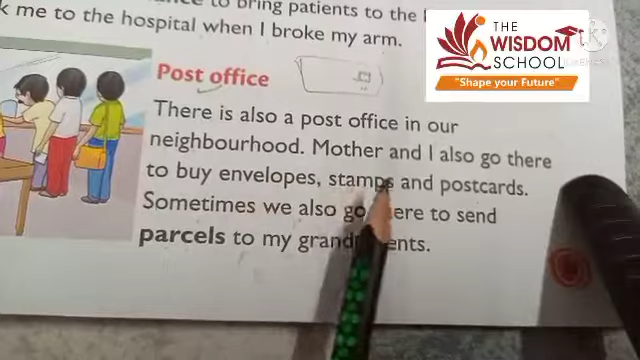 k me to the hospital when I broke my arm.
to bring patients to the
Post office
There is also a post office in our
neighbourhood. Mother and I also go there
to buy envelopes, stamps and postcards.
Sometimes we also go to send
parcels to my
THE
WISDOM
SCHOOL
"Shape your Future"